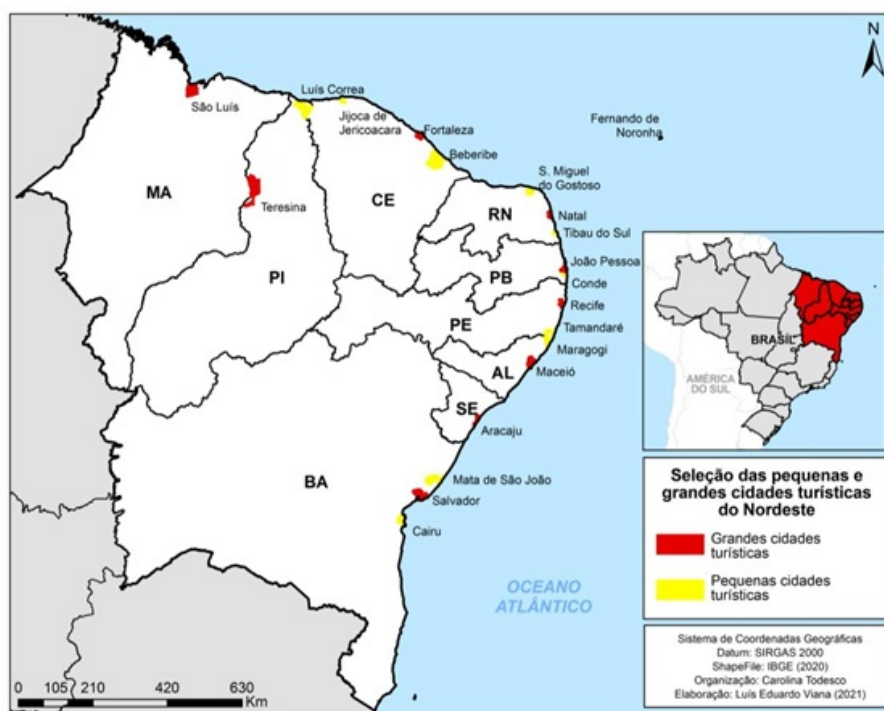 N
Luís Correa
São Luís
Jijoca de
Jericoacara
Fortaleza
Fernando de
Noronha
Beberibe
S. Miguel
do Gostoso
MA
CE
Teresina
RN
Natal
Tibau do Sul
João Pessoa
PI
PB
Conde
Recife
PE
Tamandaré
Maragogi
AL
Maceió
SE
Aracaju
BA
Mata de São João
Salvador
Cairu
OCEANO
ATLÂNTICO
BRASIL
AMÉRICA
DO SUL
Seleção das pequenas e
grandes cidades turísticas
do Nordeste
Grandes cidades
turísticas
Pequenas cidades
turísticas
Sistema de Coordenadas Geográficas
Datum: SIRGAS 2000
ShapeFile: IBGE (2020)
Organização: Carolina Todesco
Elaboração: Luís Eduardo Viana (2021)
0 105 210 420 630
Km